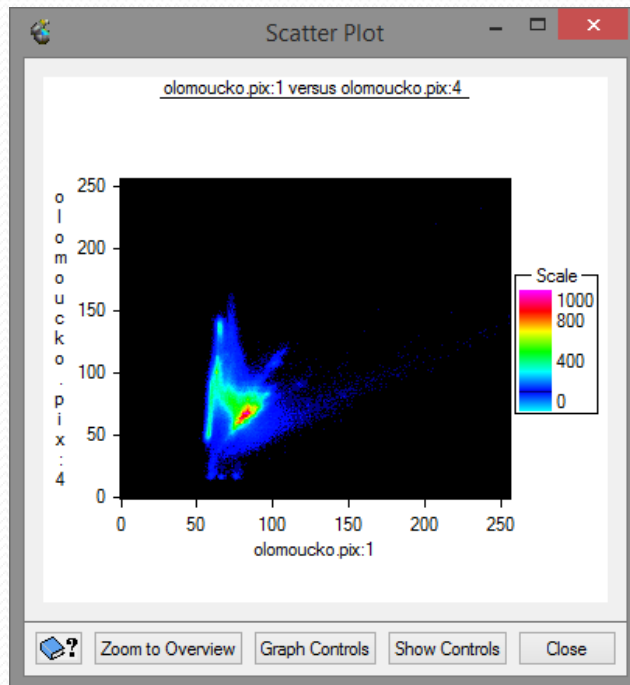 Scatter Plot
olomoucko.pix:1 versus olomoucko.pix:4
olomoucko.pix:4
250
200
150
100
50
0
0 50 100 150 200 250
olomoucko.pix:1
Scale
1000
800
400
0
?
Zoom to Overview
Graph Controls
Show Controls
Close